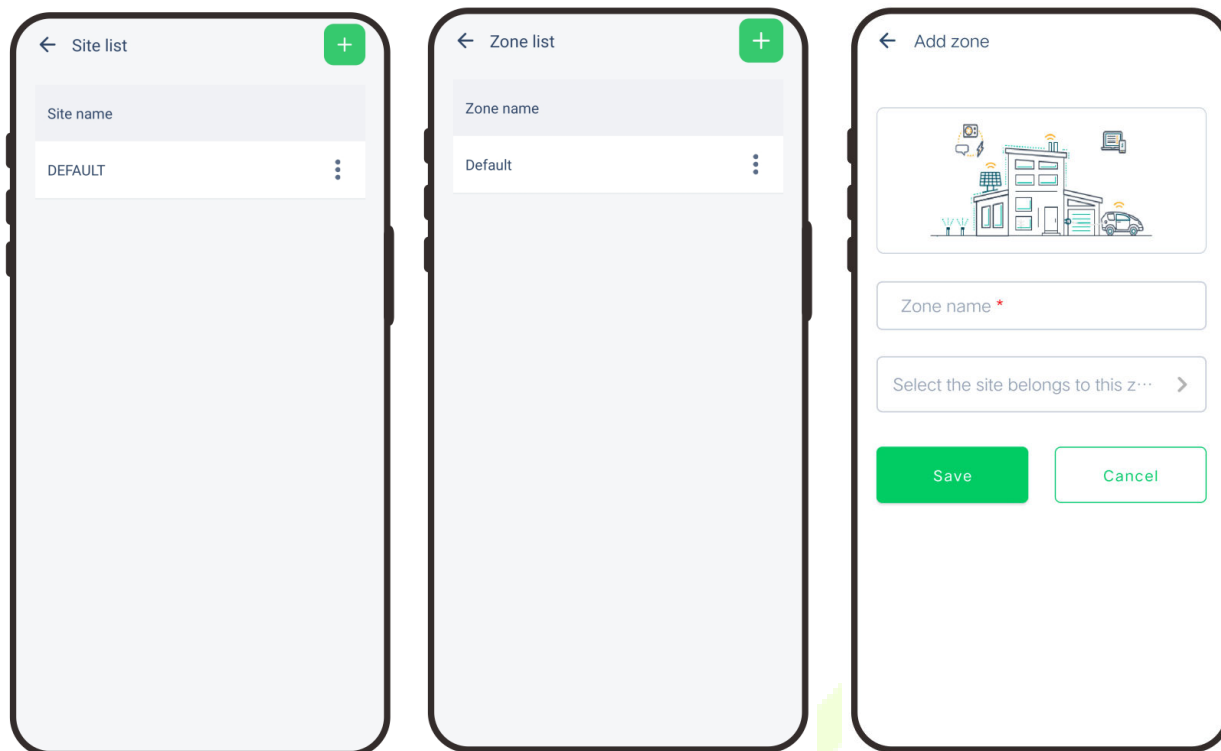 Site list
Site name
DEFAULT
Zone list
Zone name
Default
Add zone
Zone name *
Select the site belongs to this z···
Save
Cancel